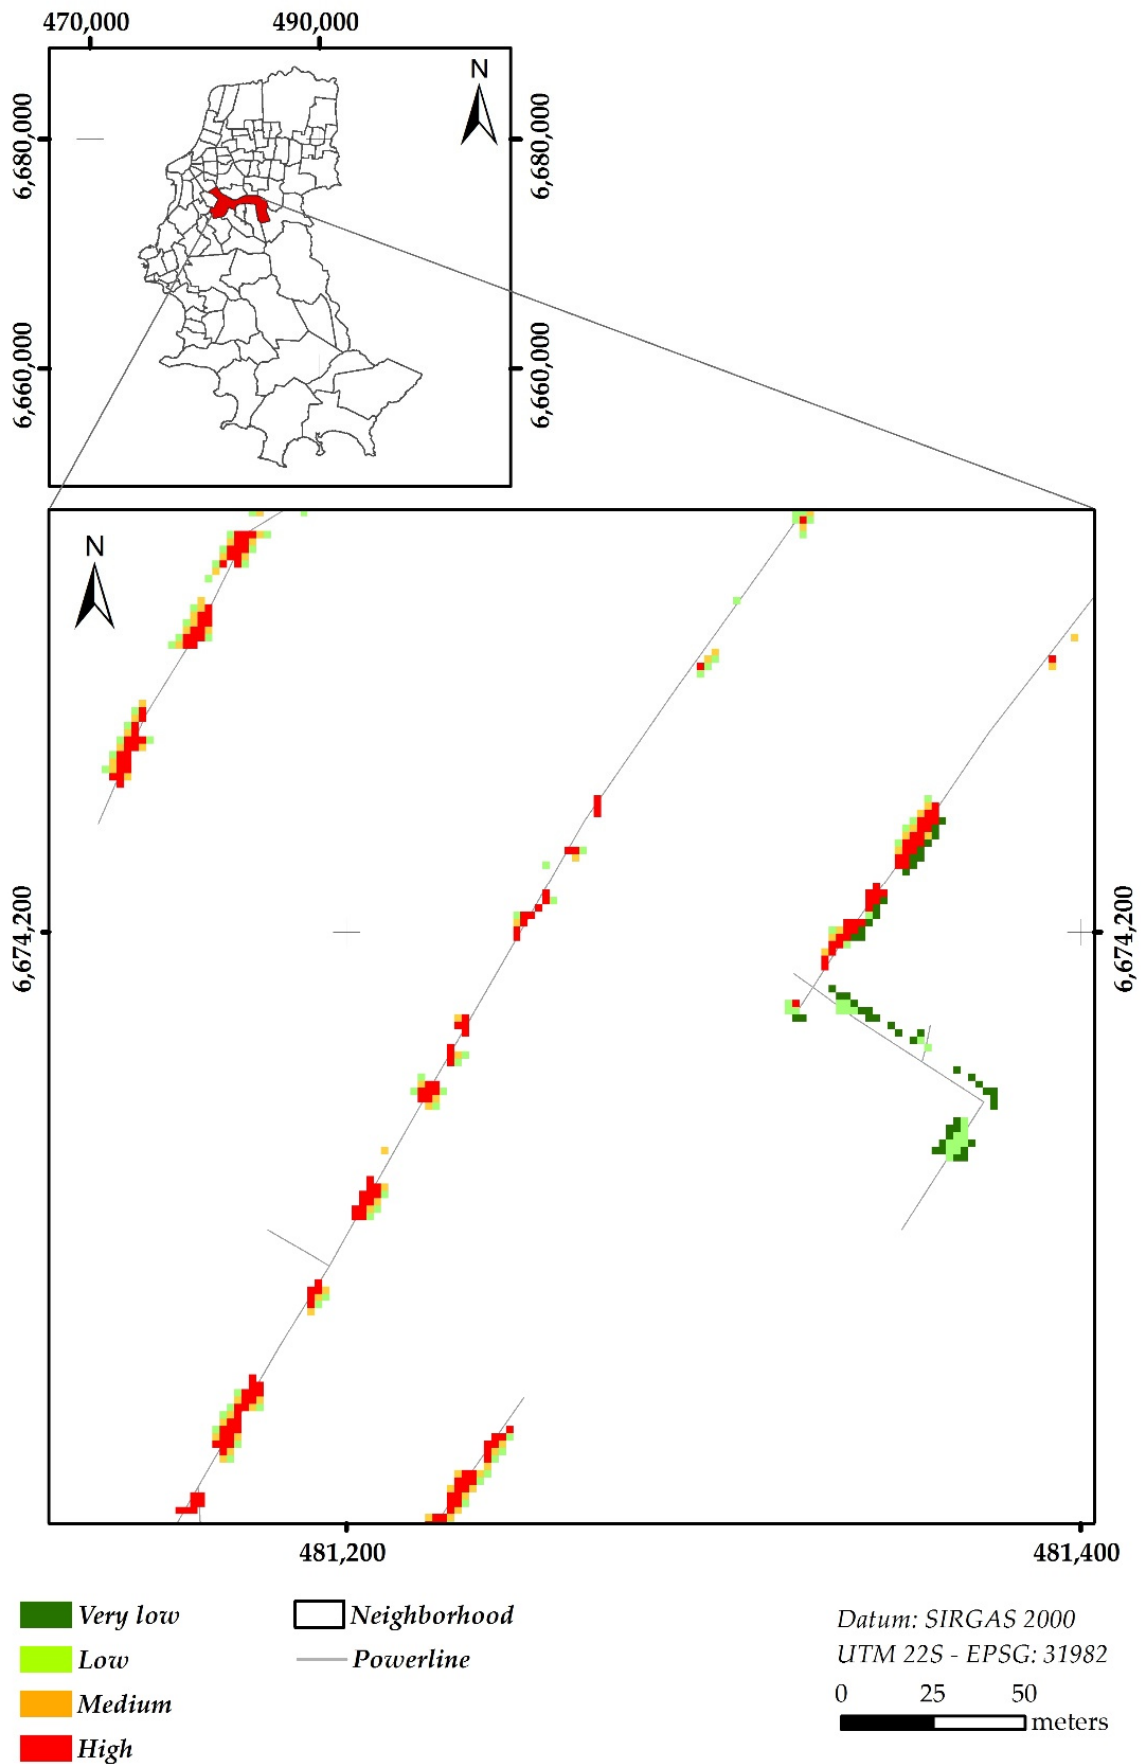 470,000 490,000
N
6,680,000 6,680,000
6,660,000 6,660,000
N
6,674,200 6,674,200
481,200 481,400
Very low
Low
Medium
High
Neighborhood
Powerline
Datum: SIRGAS 2000
UTM 22S - EPSG: 31982
0 25 50
meters